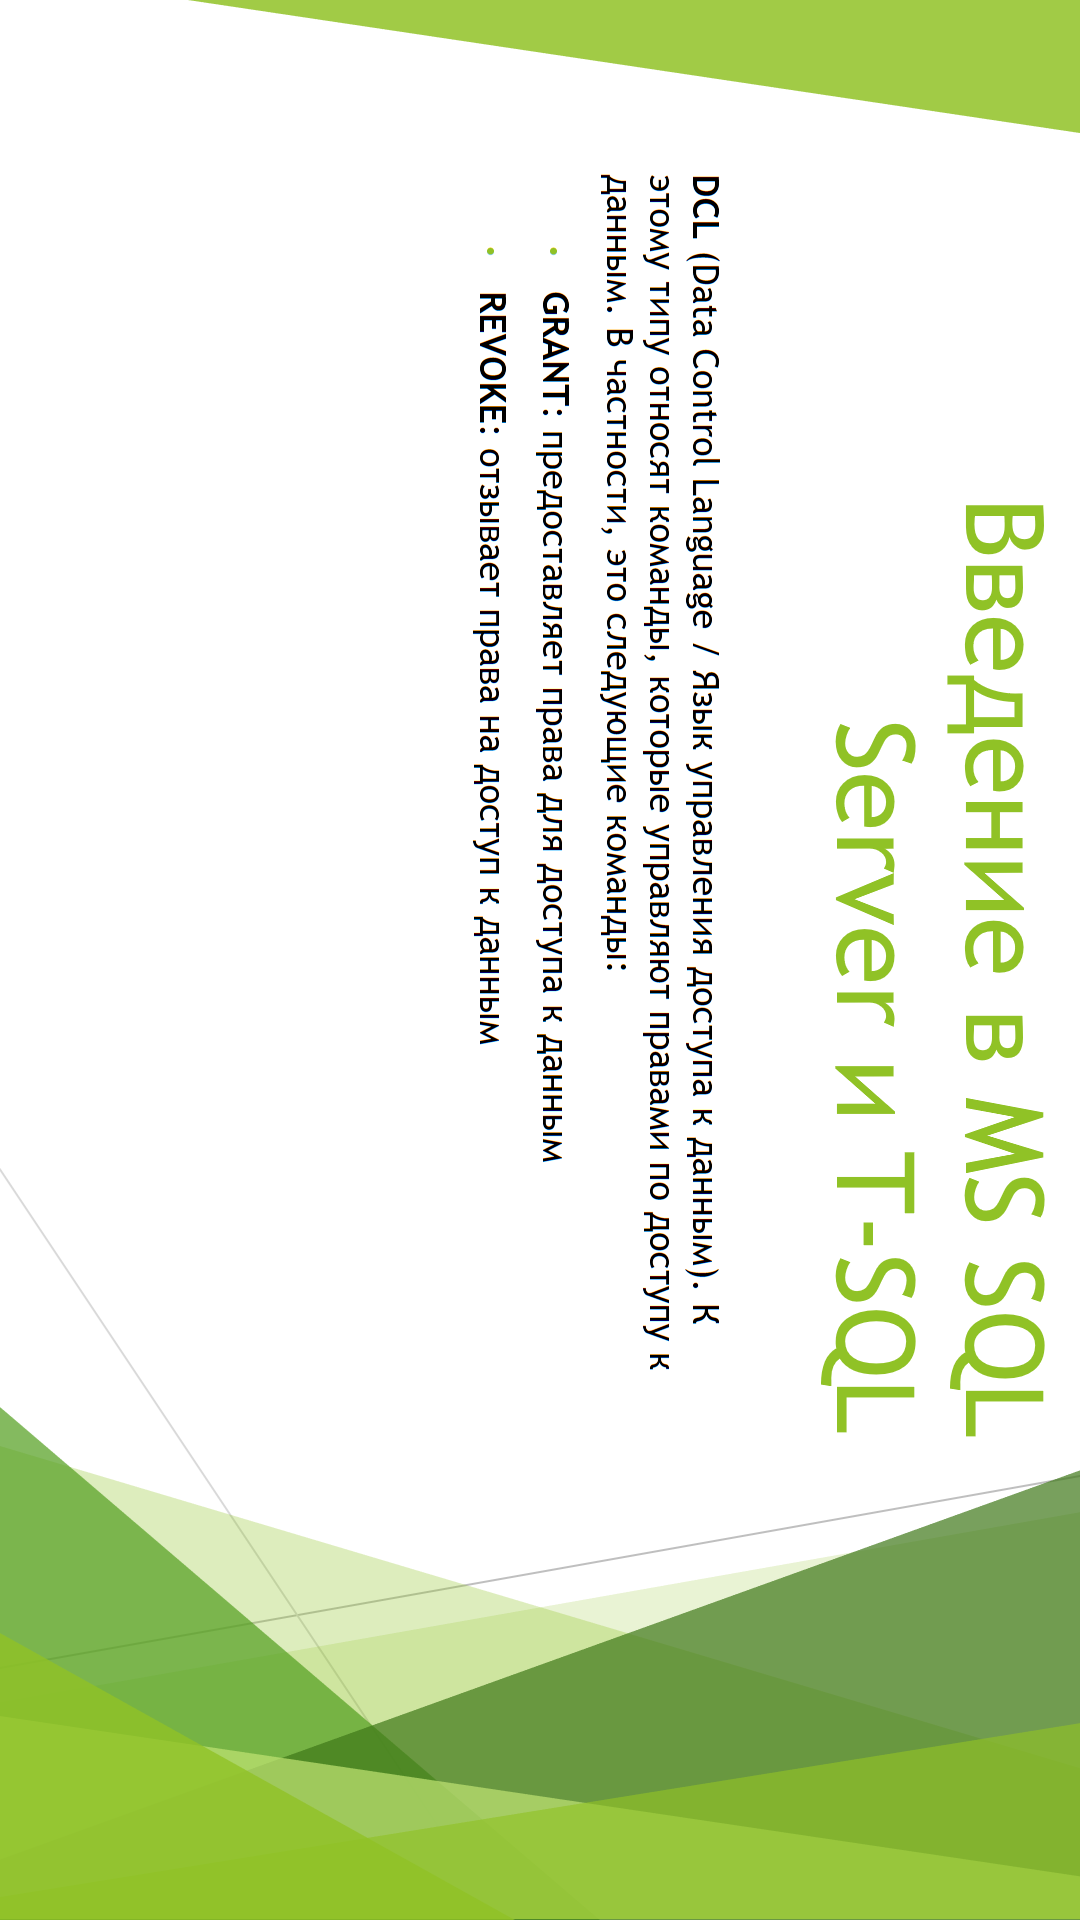 Введение в MS SQL
Server и T-SQL
DCL (Data Control Language / Язык управления доступа к данным). К
этому типу относят команды, которые управляют правами по доступу к
данным. В частности, это следующие команды:
• GRANT: предоставляет права для доступа к данным
• REVOKE: отзывает права на доступ к данным